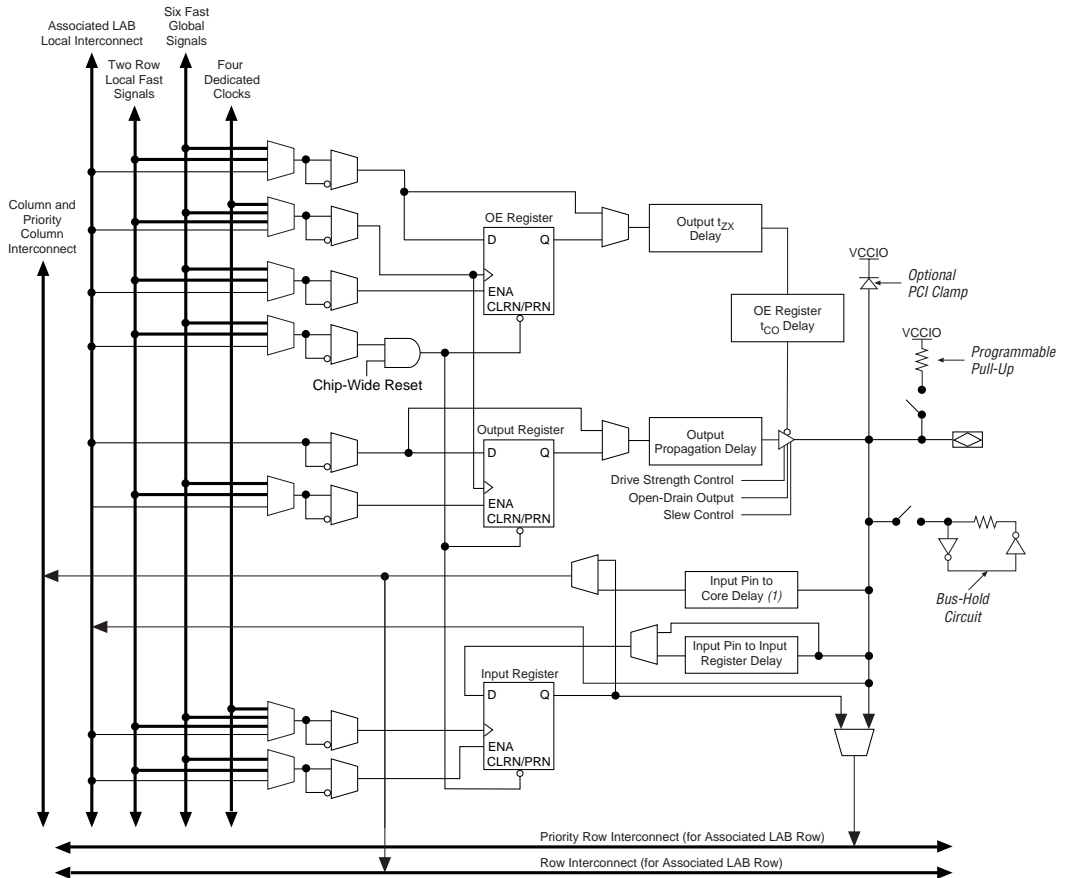 Six Fast
Global
Signals
Associated LAB
Local Interconnect
Two Row
Local Fast
Signals
Four
Dedicated
Clocks
Column and
Priority
Column
Interconnect
OE Register
D
Q
ENA
CLRN/PRN
Output tZX
Delay
OE Register
tCO Delay
VCCIO
Optional
PCI Clamp
VCCIO
Programmable
Pull-Up
Chip-Wide Reset
Output Register
D
Q
ENA
CLRN/PRN
Output
Propagation Delay
Drive Strength Control
Open-Drain Output
Slew Control
Input Pin to
Core Delay (1)
Bus-Hold
Circuit
Input Pin to Input
Register Delay
Input Register
D
Q
ENA
CLRN/PRN
Priority Row Interconnect (for Associated LAB Row)
Row Interconnect (for Associated LAB Row)